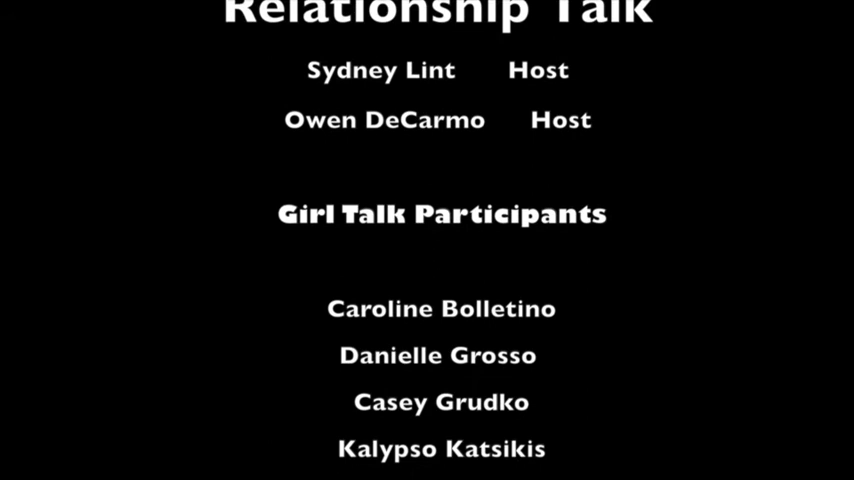 Relationship Talk
Sydney Lint Host
Owen DeCarmo Host
Girl Talk Participants
Caroline Bolletino
Danielle Grosso
Casey Grudko
Kalypso Katsikis